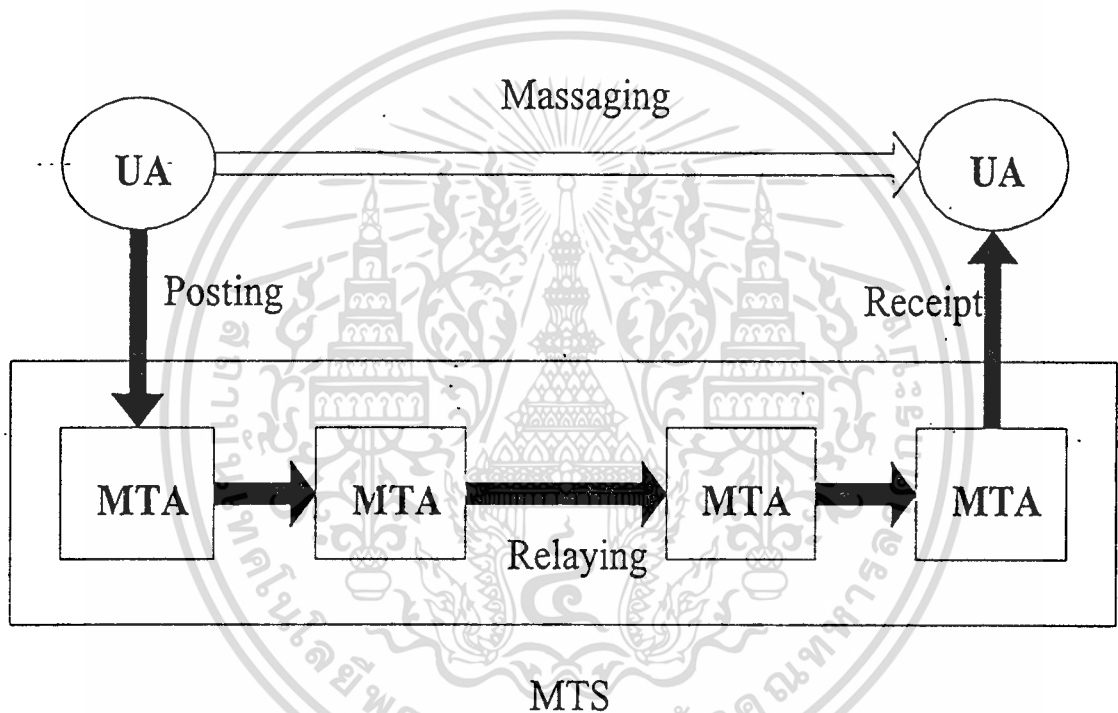 Massaging
UA
UA
Posting
Receipt
MTA
MTA
MTA
MTA
Relaying
MTS